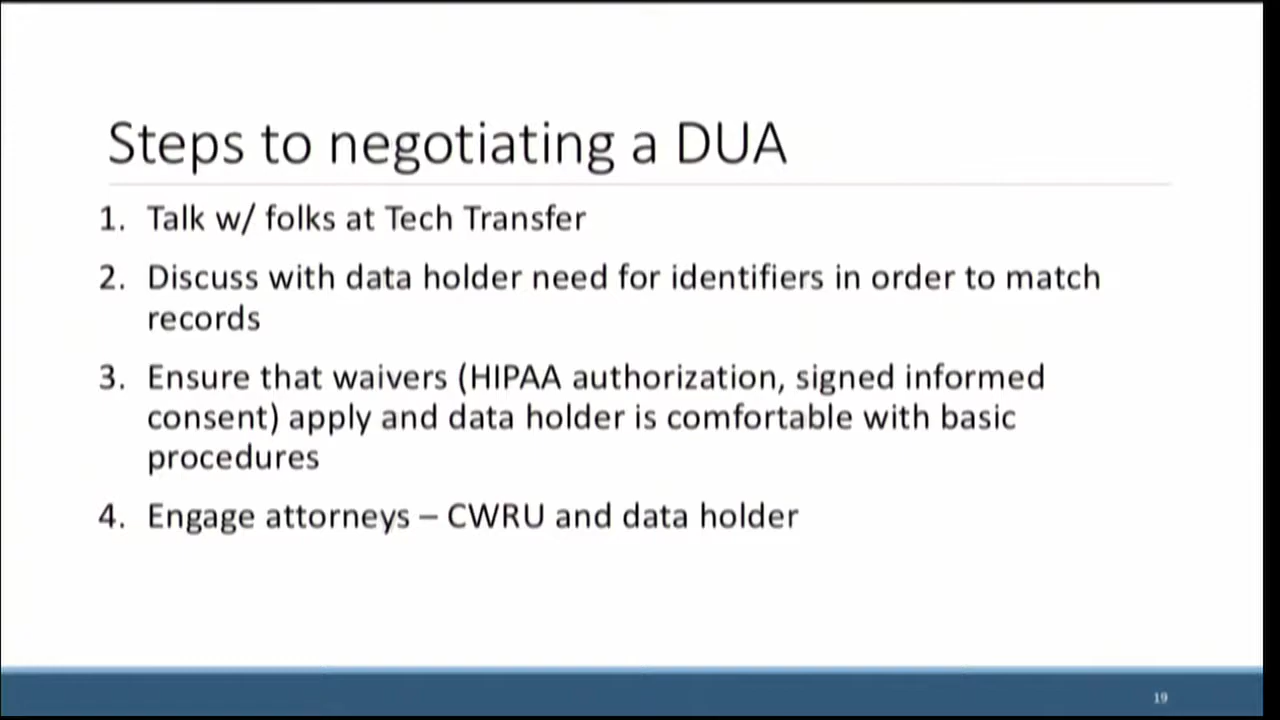 Steps to negotiating a DUA
1. Talk w/ folks at Tech Transfer
2. Discuss with data holder need for identifiers in order to match
records
3. Ensure that waivers (HIPAA authorization, signed informed
consent) apply and data holder is comfortable with basic
procedures
4. Engage attorneys – CWRU and data holder
19